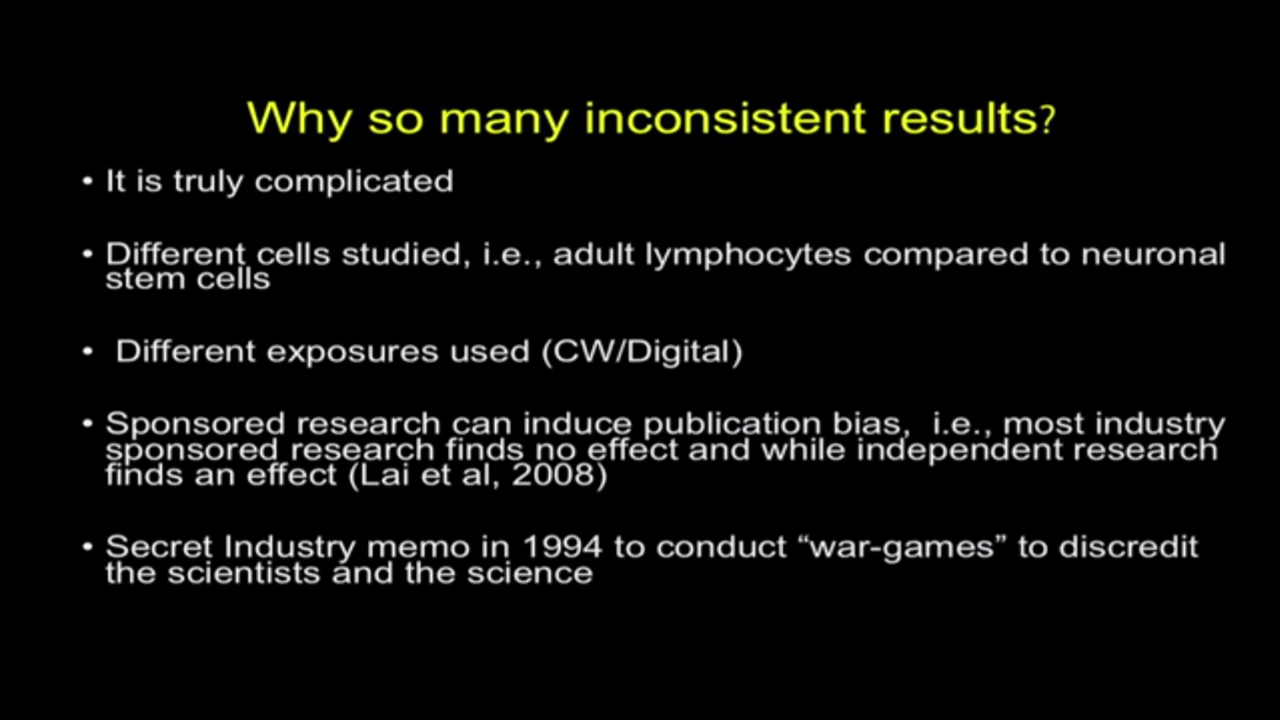 Why so many inconsistent results?
• It is truly complicated
• Different cells studied, i.e., adult lymphocytes compared to neuronal
stem cells
• Different exposures used (CW/Digital)
• Sponsored research can induce publication bias,  i.e., most industry
sponsored research finds no effect and while independent research
finds an effect (Lai et al, 2008)
• Secret Industry memo in 1994 to conduct “war-games” to discredit
the scientists and the science